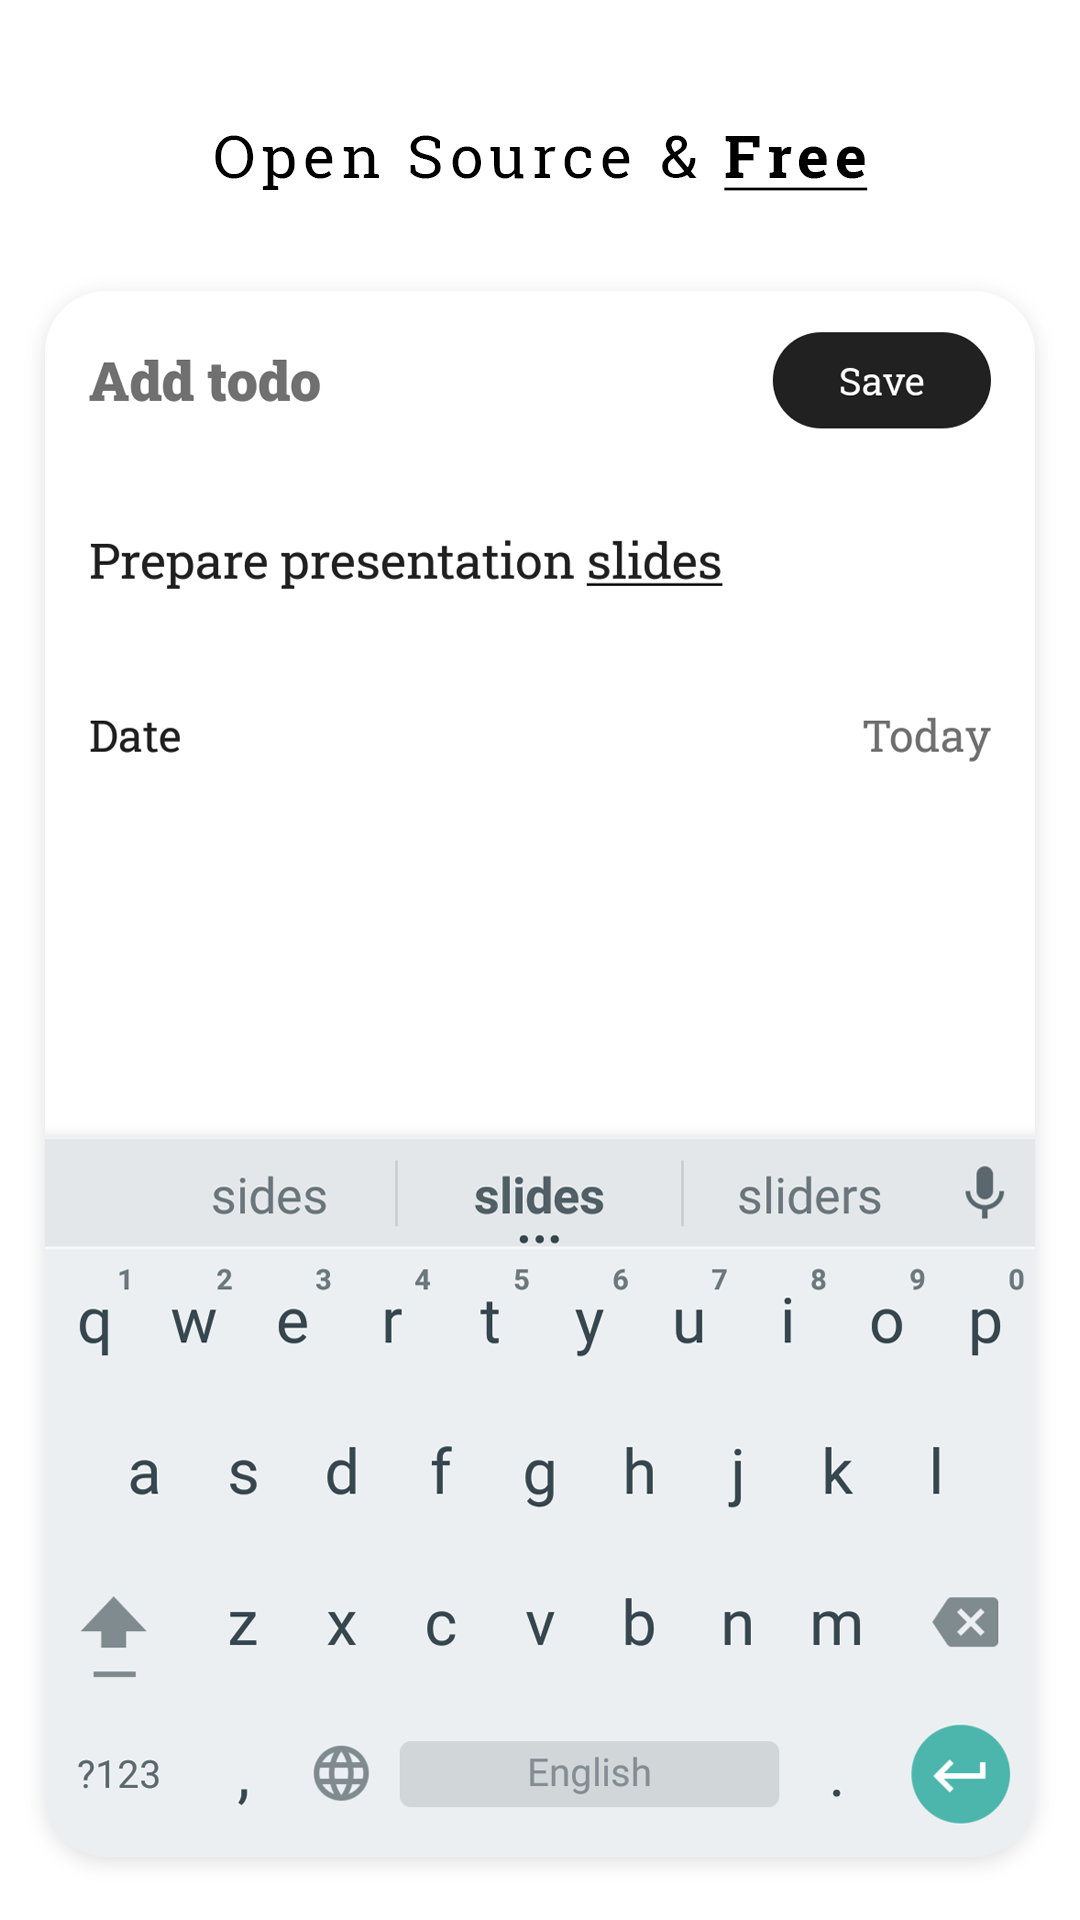 Open Source & Free
Add todo
Save
Prepare presentation slides
Date
Today
sides slides sliders
1 2 3 4 5 6 7 8 9 0
q w e r t y u i o p
a s d f g h j k l
z x c v b n m
?123 , English .